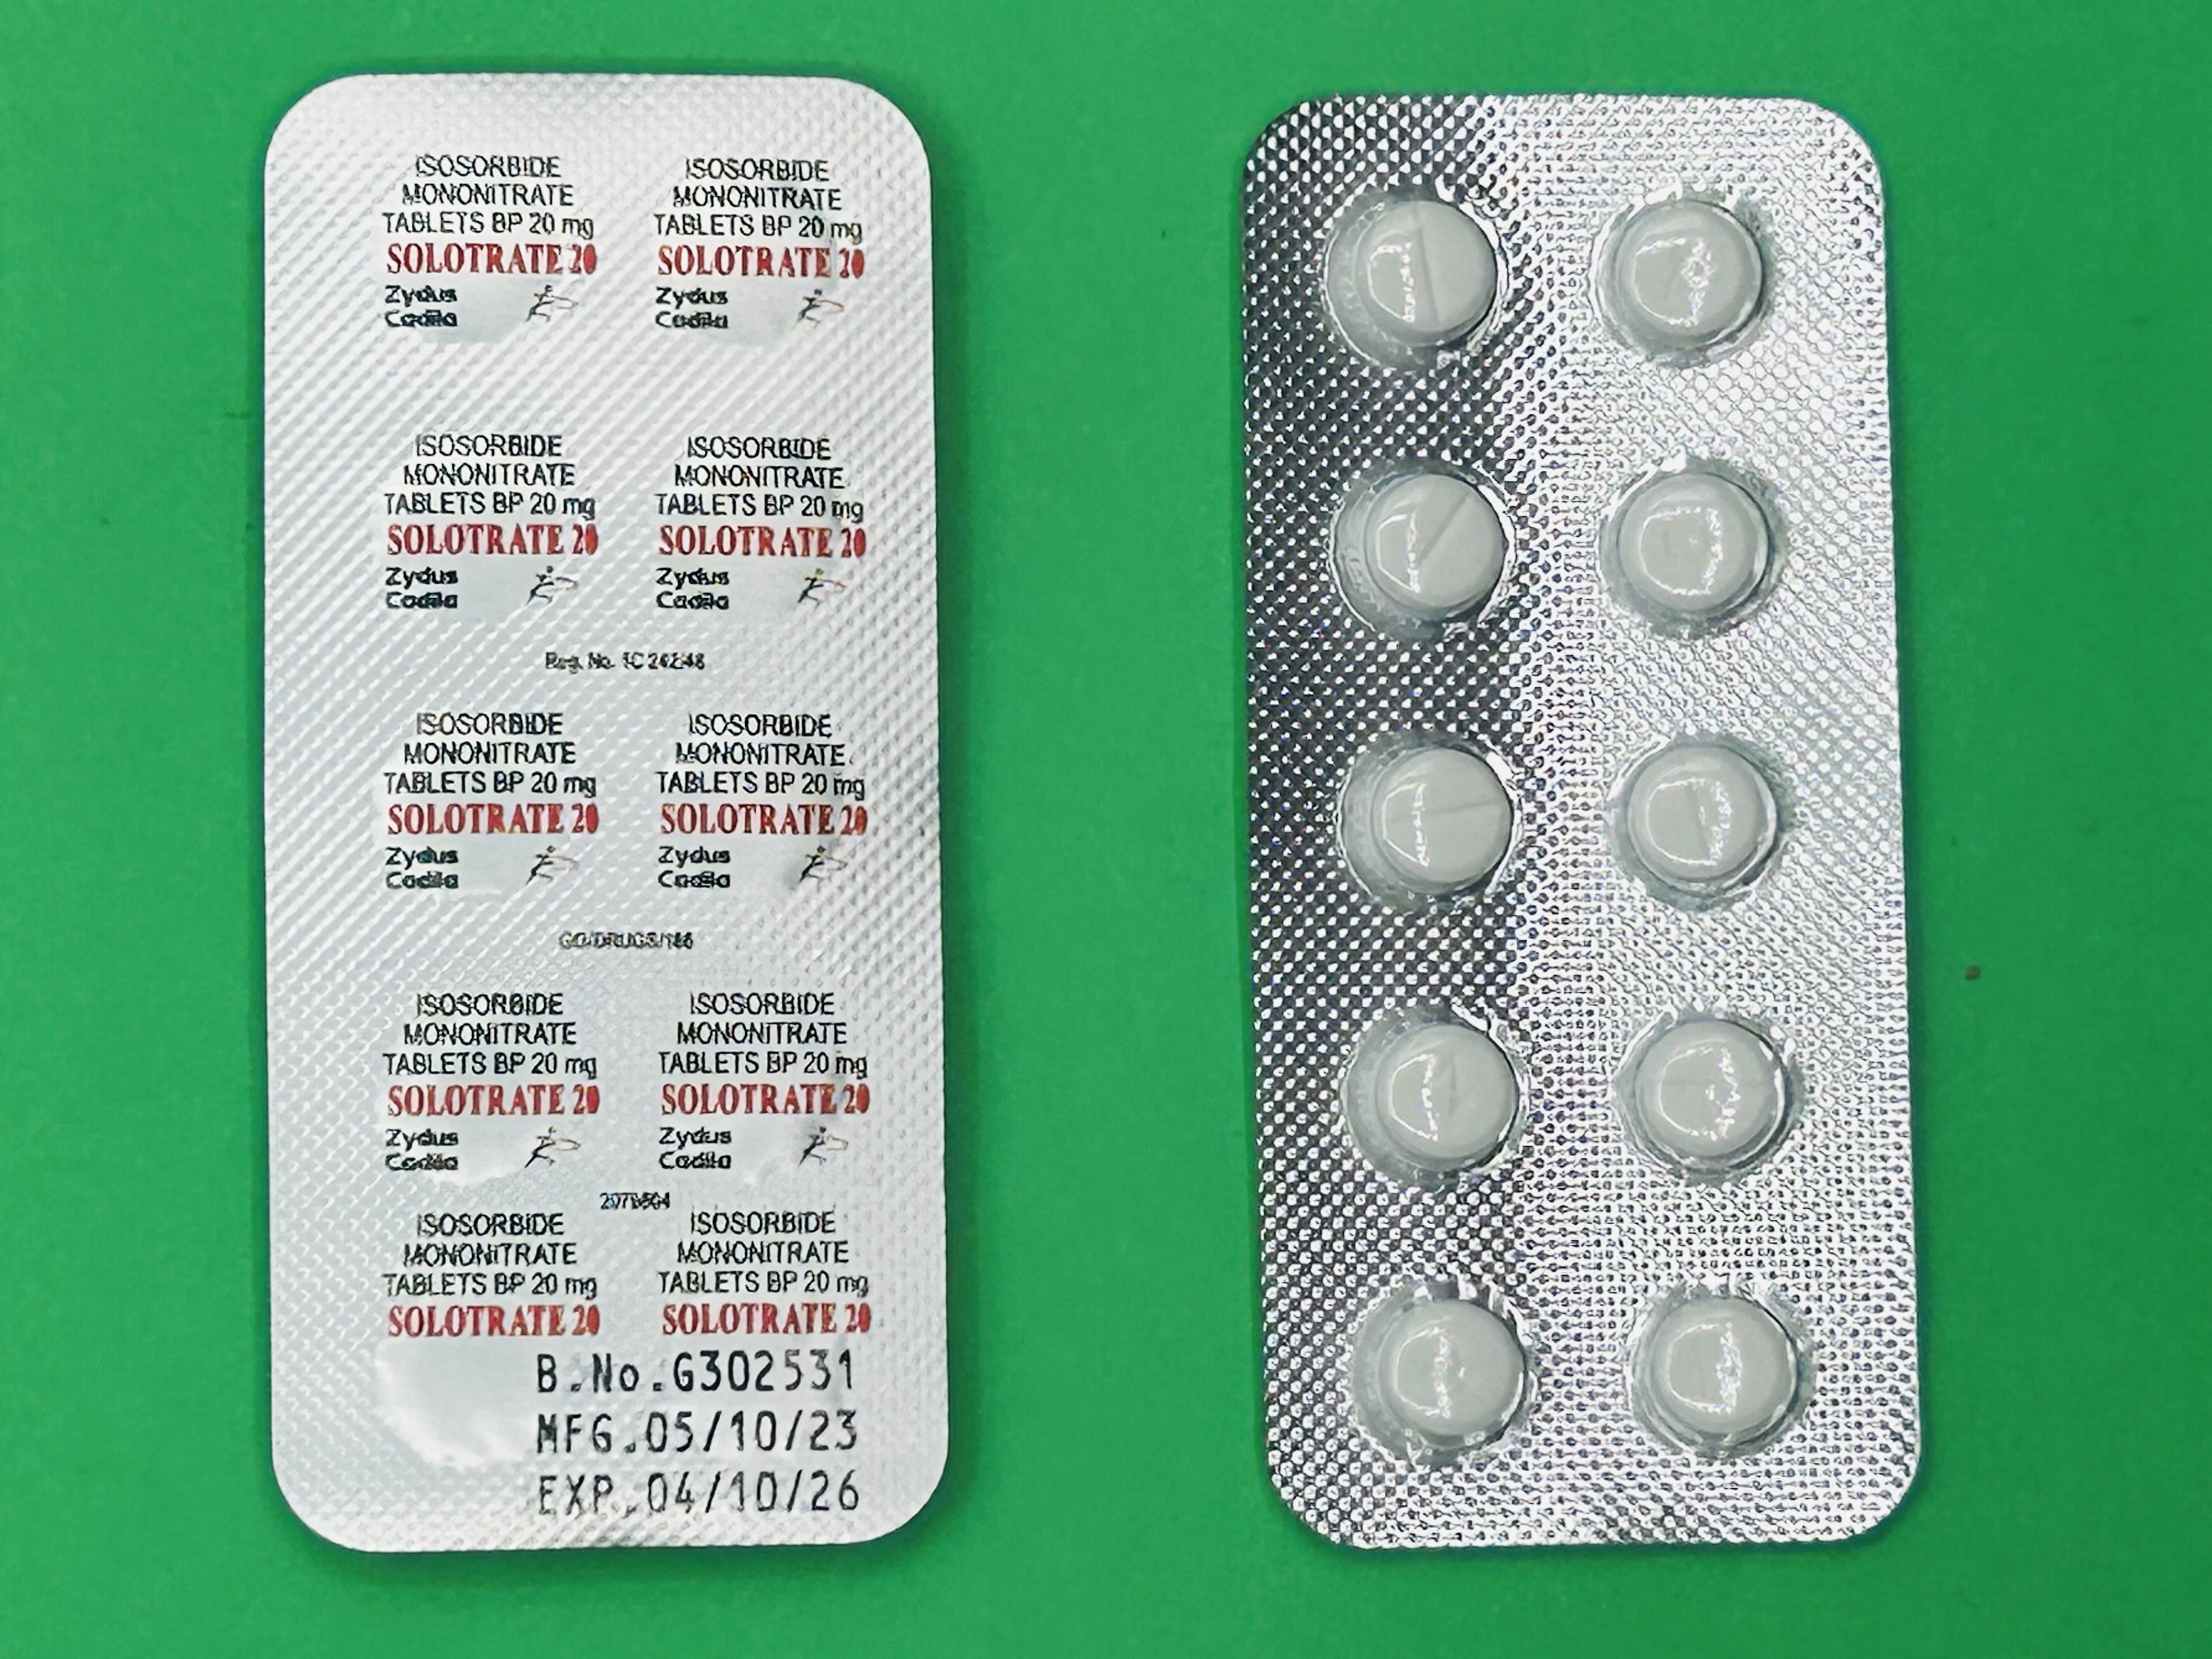 ISOSORBIDE
MONONITRATE
TABLETS BP 20 mg
SOLOTRATE 20
Zydus
Cadila
ISOSORBIDE
MONONITRATE
TABLETS BP 20 mg
SOLOTRATE 20
Zydus
Cadila
ISOSORBIDE
MONONITRATE
TABLETS BP 20 mg
SOLOTRATE 20
Zydus
Cadila
ISOSORBIDE
MONONITRATE
TABLETS BP 20 mg
SOLOTRATE 20
Zydus
Cadila
Reg. No.
ISOSORBIDE
MONONITRATE
TABLETS BP 20 mg
SOLOTRATE 20
Zydus
Cadila
ISOSORBIDE
MONONITRATE
TABLETS BP 20 mg
SOLOTRATE 20
Zydus
Cadila
ISOSORBIDE
MONONITRATE
TABLETS BP 20 mg
SOLOTRATE 20
Zydus
Cadila
ISOSORBIDE
MONONITRATE
TABLETS BP 20 mg
SOLOTRATE 20
Zydus
Cadila
ISOSORBIDE
MONONITRATE
TABLETS BP 20 mg
SOLOTRATE 20
ISOSORBIDE
MONONITRATE
TABLETS BP 20 mg
SOLOTRATE 20
B.No.G302531
MFG.05/10/23
EXP.04/10/26